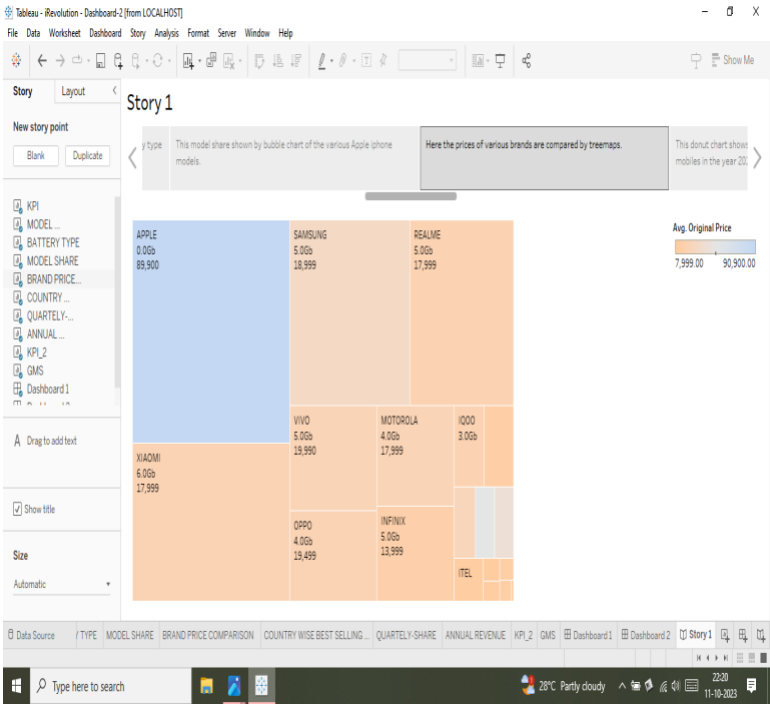 Tableau - iRevolution - Dashboard-2 [from LOCALHOST]
File Data Worksheet Dashboard Story Analysis Format Server Window Help
Show Me
Story Layout
Story 1
New story point
Blank Duplicate
y type
This model share shown by bubble chart of the various Apple iphone
models.
Here the prices of various brands are compared by treemaps.
This donut chart shows
mobiles in the year 202
KPI
MODEL ...
BATTERY TYPE
MODEL SHARE
BRAND PRICE...
COUNTRY ...
QUARTELY-...
ANNUAL ...
KPI_2
GMS
Dashboard 1
A Drag to add text
Show title
Size
Automatic
APPLE
0.0Gb
89,900
SAMSUNG
5.0Gb
18,999
REALME
5.0Gb
17,999
XIAOMI
6.0Gb
17,999
VIVO
5.0Gb
19,990
MOTOROLA
4.0Gb
17,999
IQOO
3.0Gb
OPPO
4.0Gb
19,499
INFINIX
5.0Gb
13,999
ITEL
Avg. Original Price
7,999.00 90,900.00
Data Source / TYPE MODEL SHARE BRAND PRICE COMPARISON COUNTRY WISE BEST SELLING ... QUARTELY-SHARE ANNUAL REVENUE KPI_2 GMS Dashboard 1 Dashboard 2 Story 1
Type here to search
28°C Partly cloudy
22:20
11-10-2023